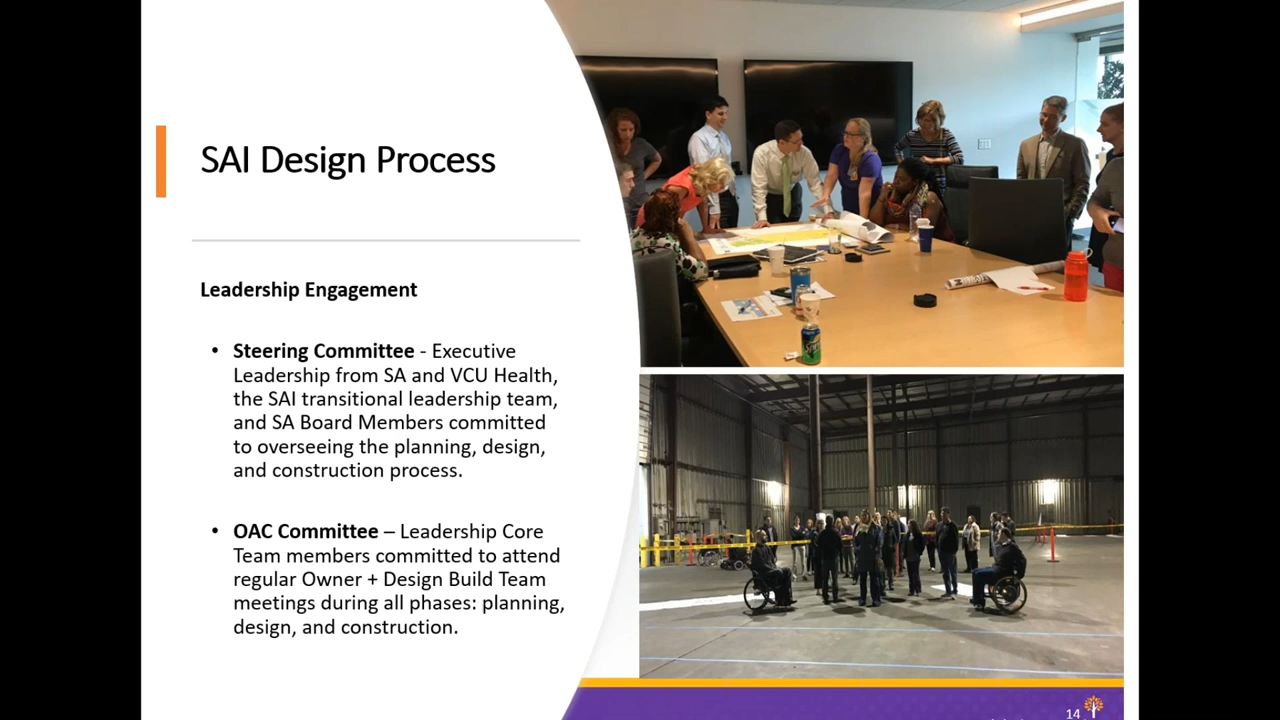 SAI Design Process
Leadership Engagement
• Steering Committee - Executive
Leadership from SA and VCU Health,
the SAI transitional leadership team,
and SA Board Members committed
to overseeing the planning, design,
and construction process.
• OAC Committee – Leadership Core
Team members committed to attend
regular Owner + Design Build Team
meetings during all phases: planning,
design, and construction.
14